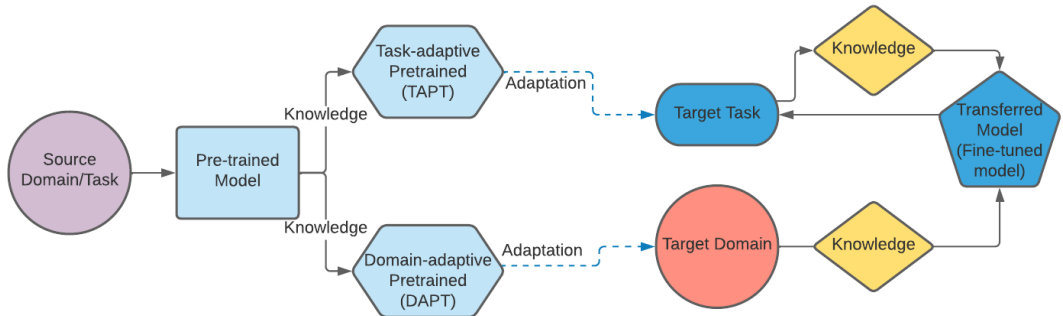 Source
Domain/Task
Pre-trained
Model
Knowledge
Knowledge
Task-adaptive
Pretrained
(TAPT)
Domain-adaptive
Pretrained
(DAPT)
Adaptation
Adaptation
Target Task
Target Domain
Knowledge
Knowledge
Transferred
Model
(Fine-tuned
model)